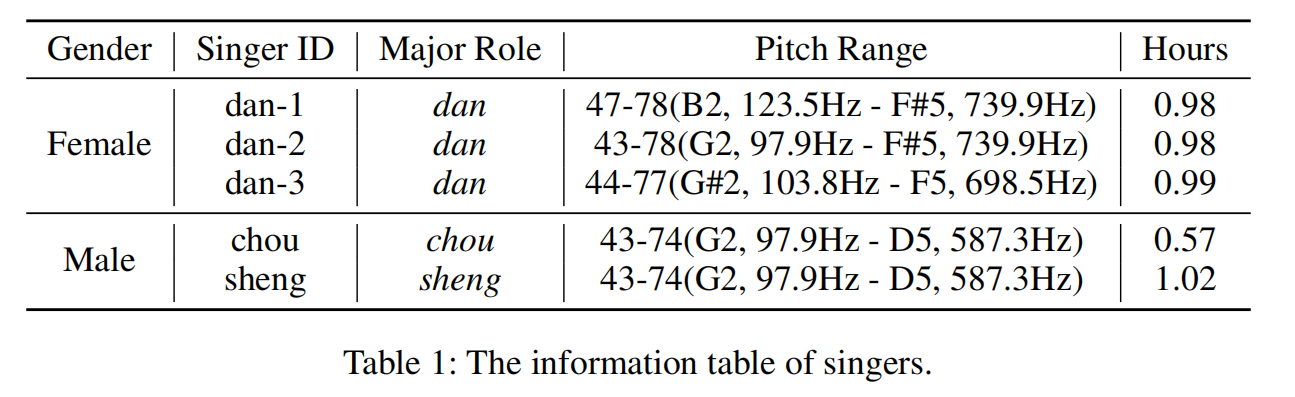 Gender Singer ID Major Role Pitch Range Hours
dan-1 dan 47-78(B2, 123.5Hz - F#5, 739.9Hz) 0.98
Female dan-2 dan 43-78(G2, 97.9Hz - F#5, 739.9Hz) 0.98
dan-3 dan 44-77(G#2, 103.8Hz - F5, 698.5Hz) 0.99
Male chou chou 43-74(G2, 97.9Hz - D5, 587.3Hz) 0.57
sheng sheng 43-74(G2, 97.9Hz - D5, 587.3Hz) 1.02
Table 1: The information table of singers.